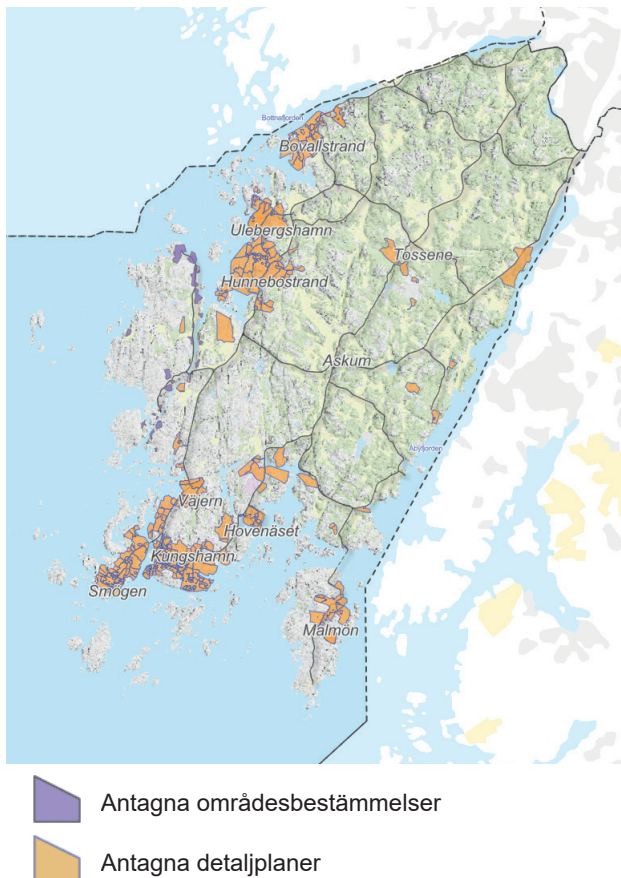 Bottnafjorden
Bovallstrand
Ulebergshamn
Tossene
Hunnebostrand
Askum
Åbyfjorden
Väjern
Hovenäset
Kungshamn
Smögen
Malmön
Antagna områdesbestämmelser
Antagna detaljplaner